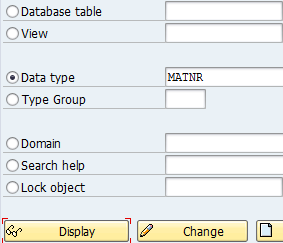 Database table
View
Data type MATNR
Type Group
Domain
Search help
Lock object
Display Change